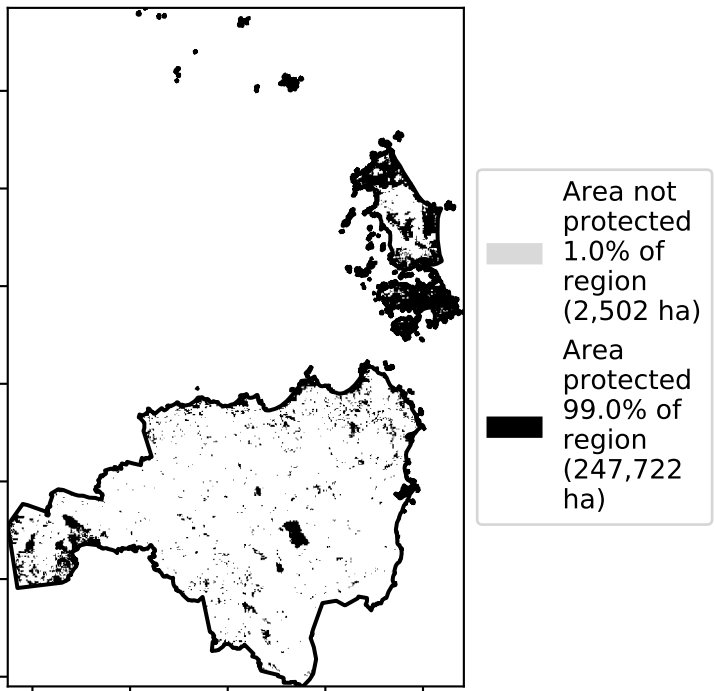 Area not
protected
1.0% of
region
(2,502 ha)
Area
protected
99.0% of
region
(247,722
ha)